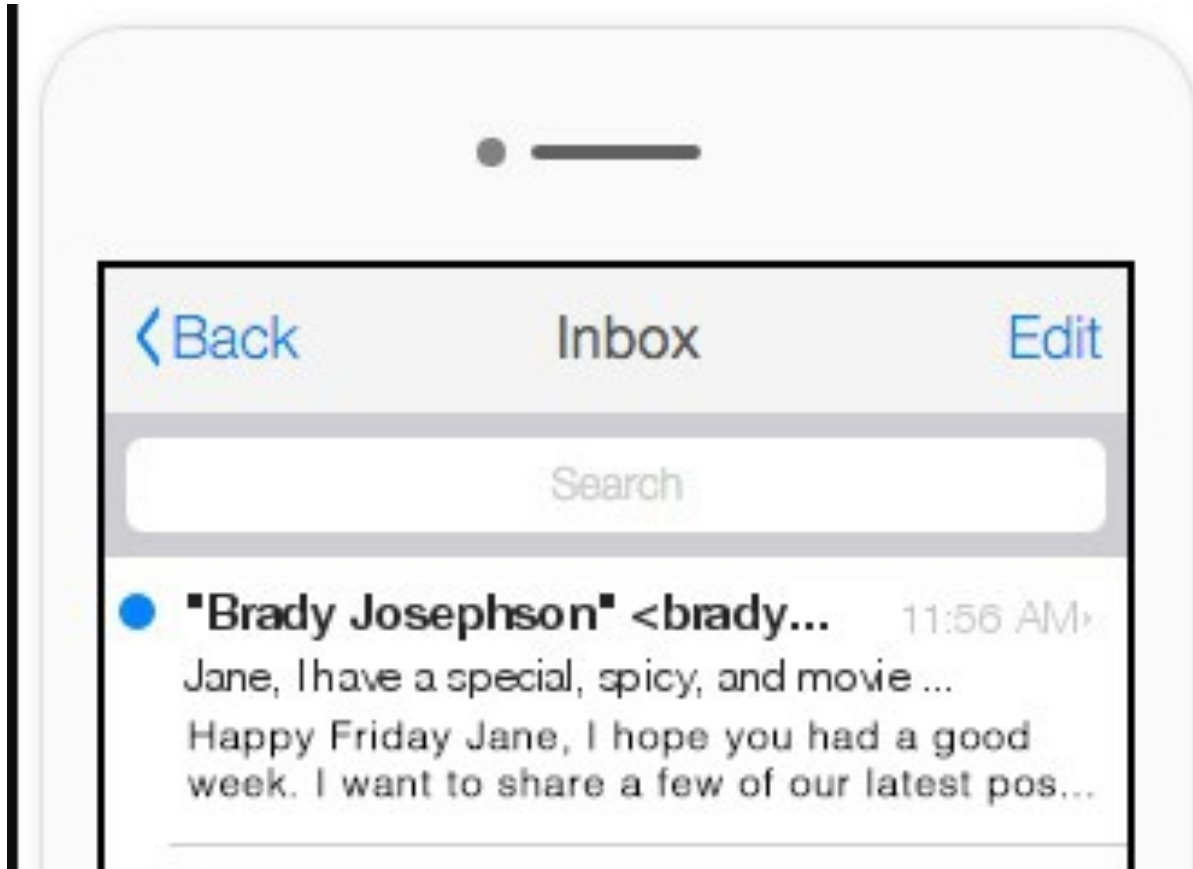 Back Inbox Edit
Search
"Brady Josephson" <brady... 11:56 AM
Jane, I have a special, spicy, and movie ...
Happy Friday Jane, I hope you had a good
week. I want to share a few of our latest pos...